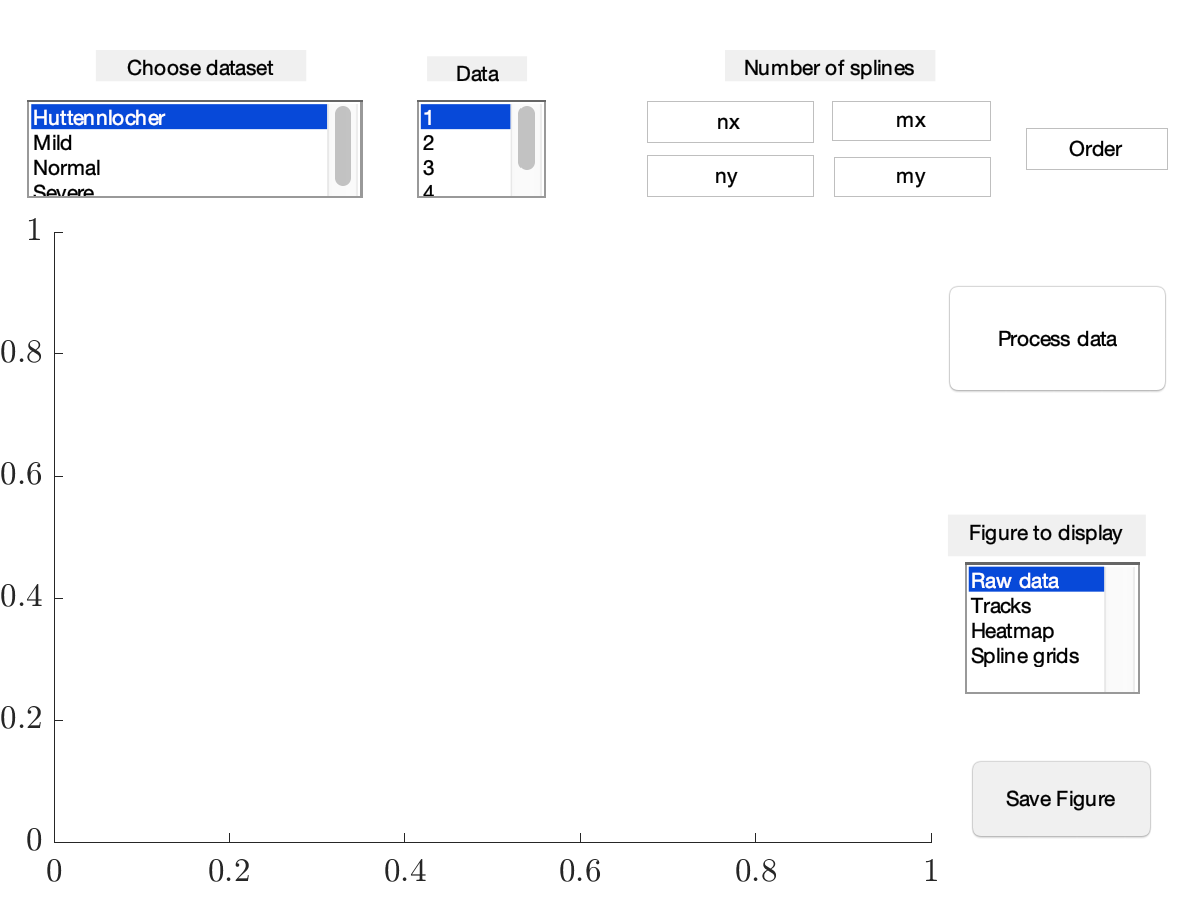 Choose dataset
Data
Number of splines
Huttennlocher
Mild
Normal
Severe
1
2
3
4
nx
mx
ny
my
Order
1
0.8
0.6
0.4
0.2
0
0
0.2
0.4
0.6
0.8
1
Process data
Figure to display
Raw data
Tracks
Heatmap
Spline grids
Save Figure